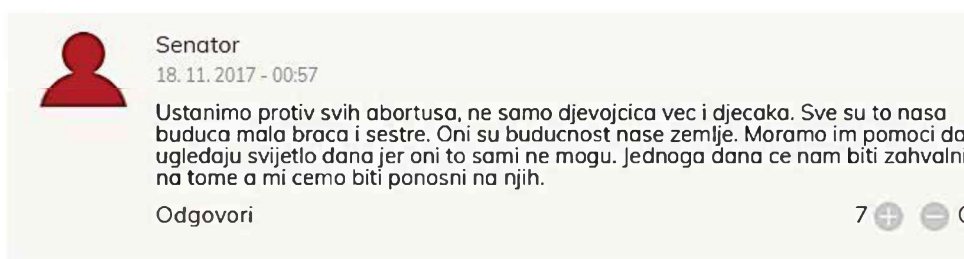 Senator
18. 11. 2017 - 00:57
Ustanimo protiv svih abortusa, ne samo djevojcica vec i djecaka. Sve su to nasa
buduca mala braca i sestre. Oni su buducnost nase zemlje. Moramo im pomoci da
ugledaju svijetlo dana jer oni to sami ne mogu. Jednoga dana ce nam biti zahvalni
na tome a mi cemo biti ponosni na njih.
Odgovori 7